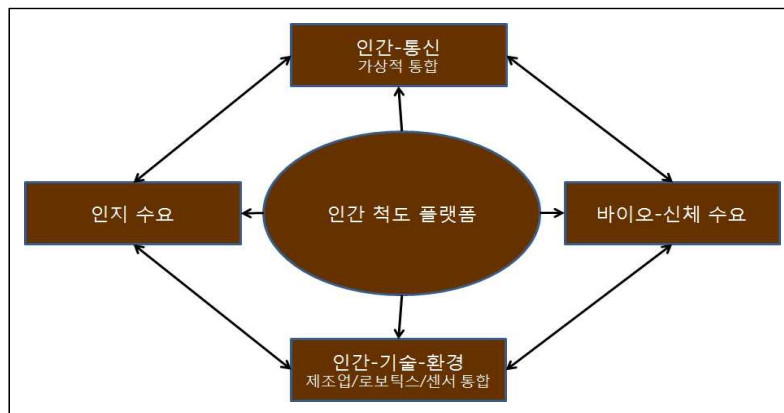 인간-통신
가상적 통합
인지 수요
인간 척도 플랫폼
바이오-신체 수요
인간-기술-환경
제조업/로보틱스/센서 통합